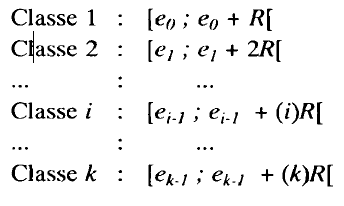 Classe 1 : [e₀ ; e₀ + R[
Classe 2 : [e₁ ; e₁ + 2R[
... : ...
Classe i : [eᵢ₋₁ ; eᵢ₋₁ + (i)R[
... : ...
Classe k : [eₖ₋₁ ; eₖ₋₁ + (k)R[